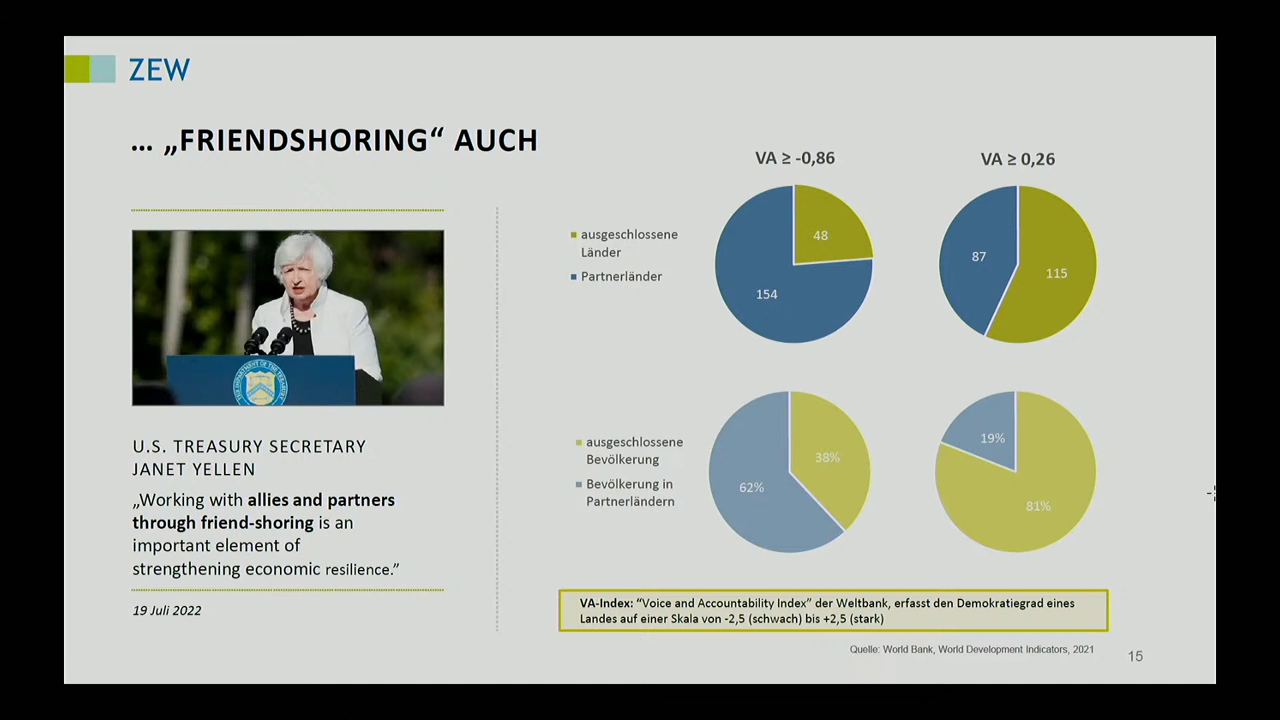 ZEW
... „FRIENDSHORING“ AUCH
U.S. TREASURY SECRETARY
JANET YELLEN
„Working with allies and partners
through friend-shoring is an
important element of
strengthening economic resilience.”
19 Juli 2022
VA ≥ -0,86
VA ≥ 0,26
ausgeschlossene
Länder
Partnerländer
48
154
87
115
ausgeschlossene
Bevölkerung
Bevölkerung in
Partnerländern
38%
62%
19%
81%
VA-Index: “Voice and Accountability Index” der Weltbank, erfasst den Demokratiegrad eines
Landes auf einer Skala von -2,5 (schwach) bis +2,5 (stark)
Quelle: World Bank, World Development Indicators, 2021
15